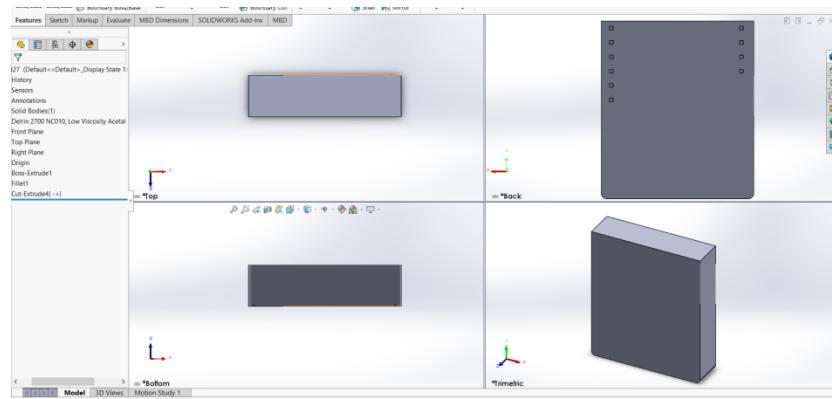 Boundary Boss/Base
Boundary Cut
Shell
Mirror
Features Sketch Markup Evaluate MBD Dimensions SOLIDWORKS Add-Ins MBD
t27 (Default<<Default>_Display State 1:
History
Sensors
Annotations
Solid Bodies(1)
Delrin 2700 NC010, Low Viscosity Acetal
Front Plane
Top Plane
Right Plane
Origin
Boss-Extrude1
Fillet1
Cut-Extrude4{ ->}
*Top
*Back
*Bottom
*Trimetric
Model 3D Views Motion Study 1